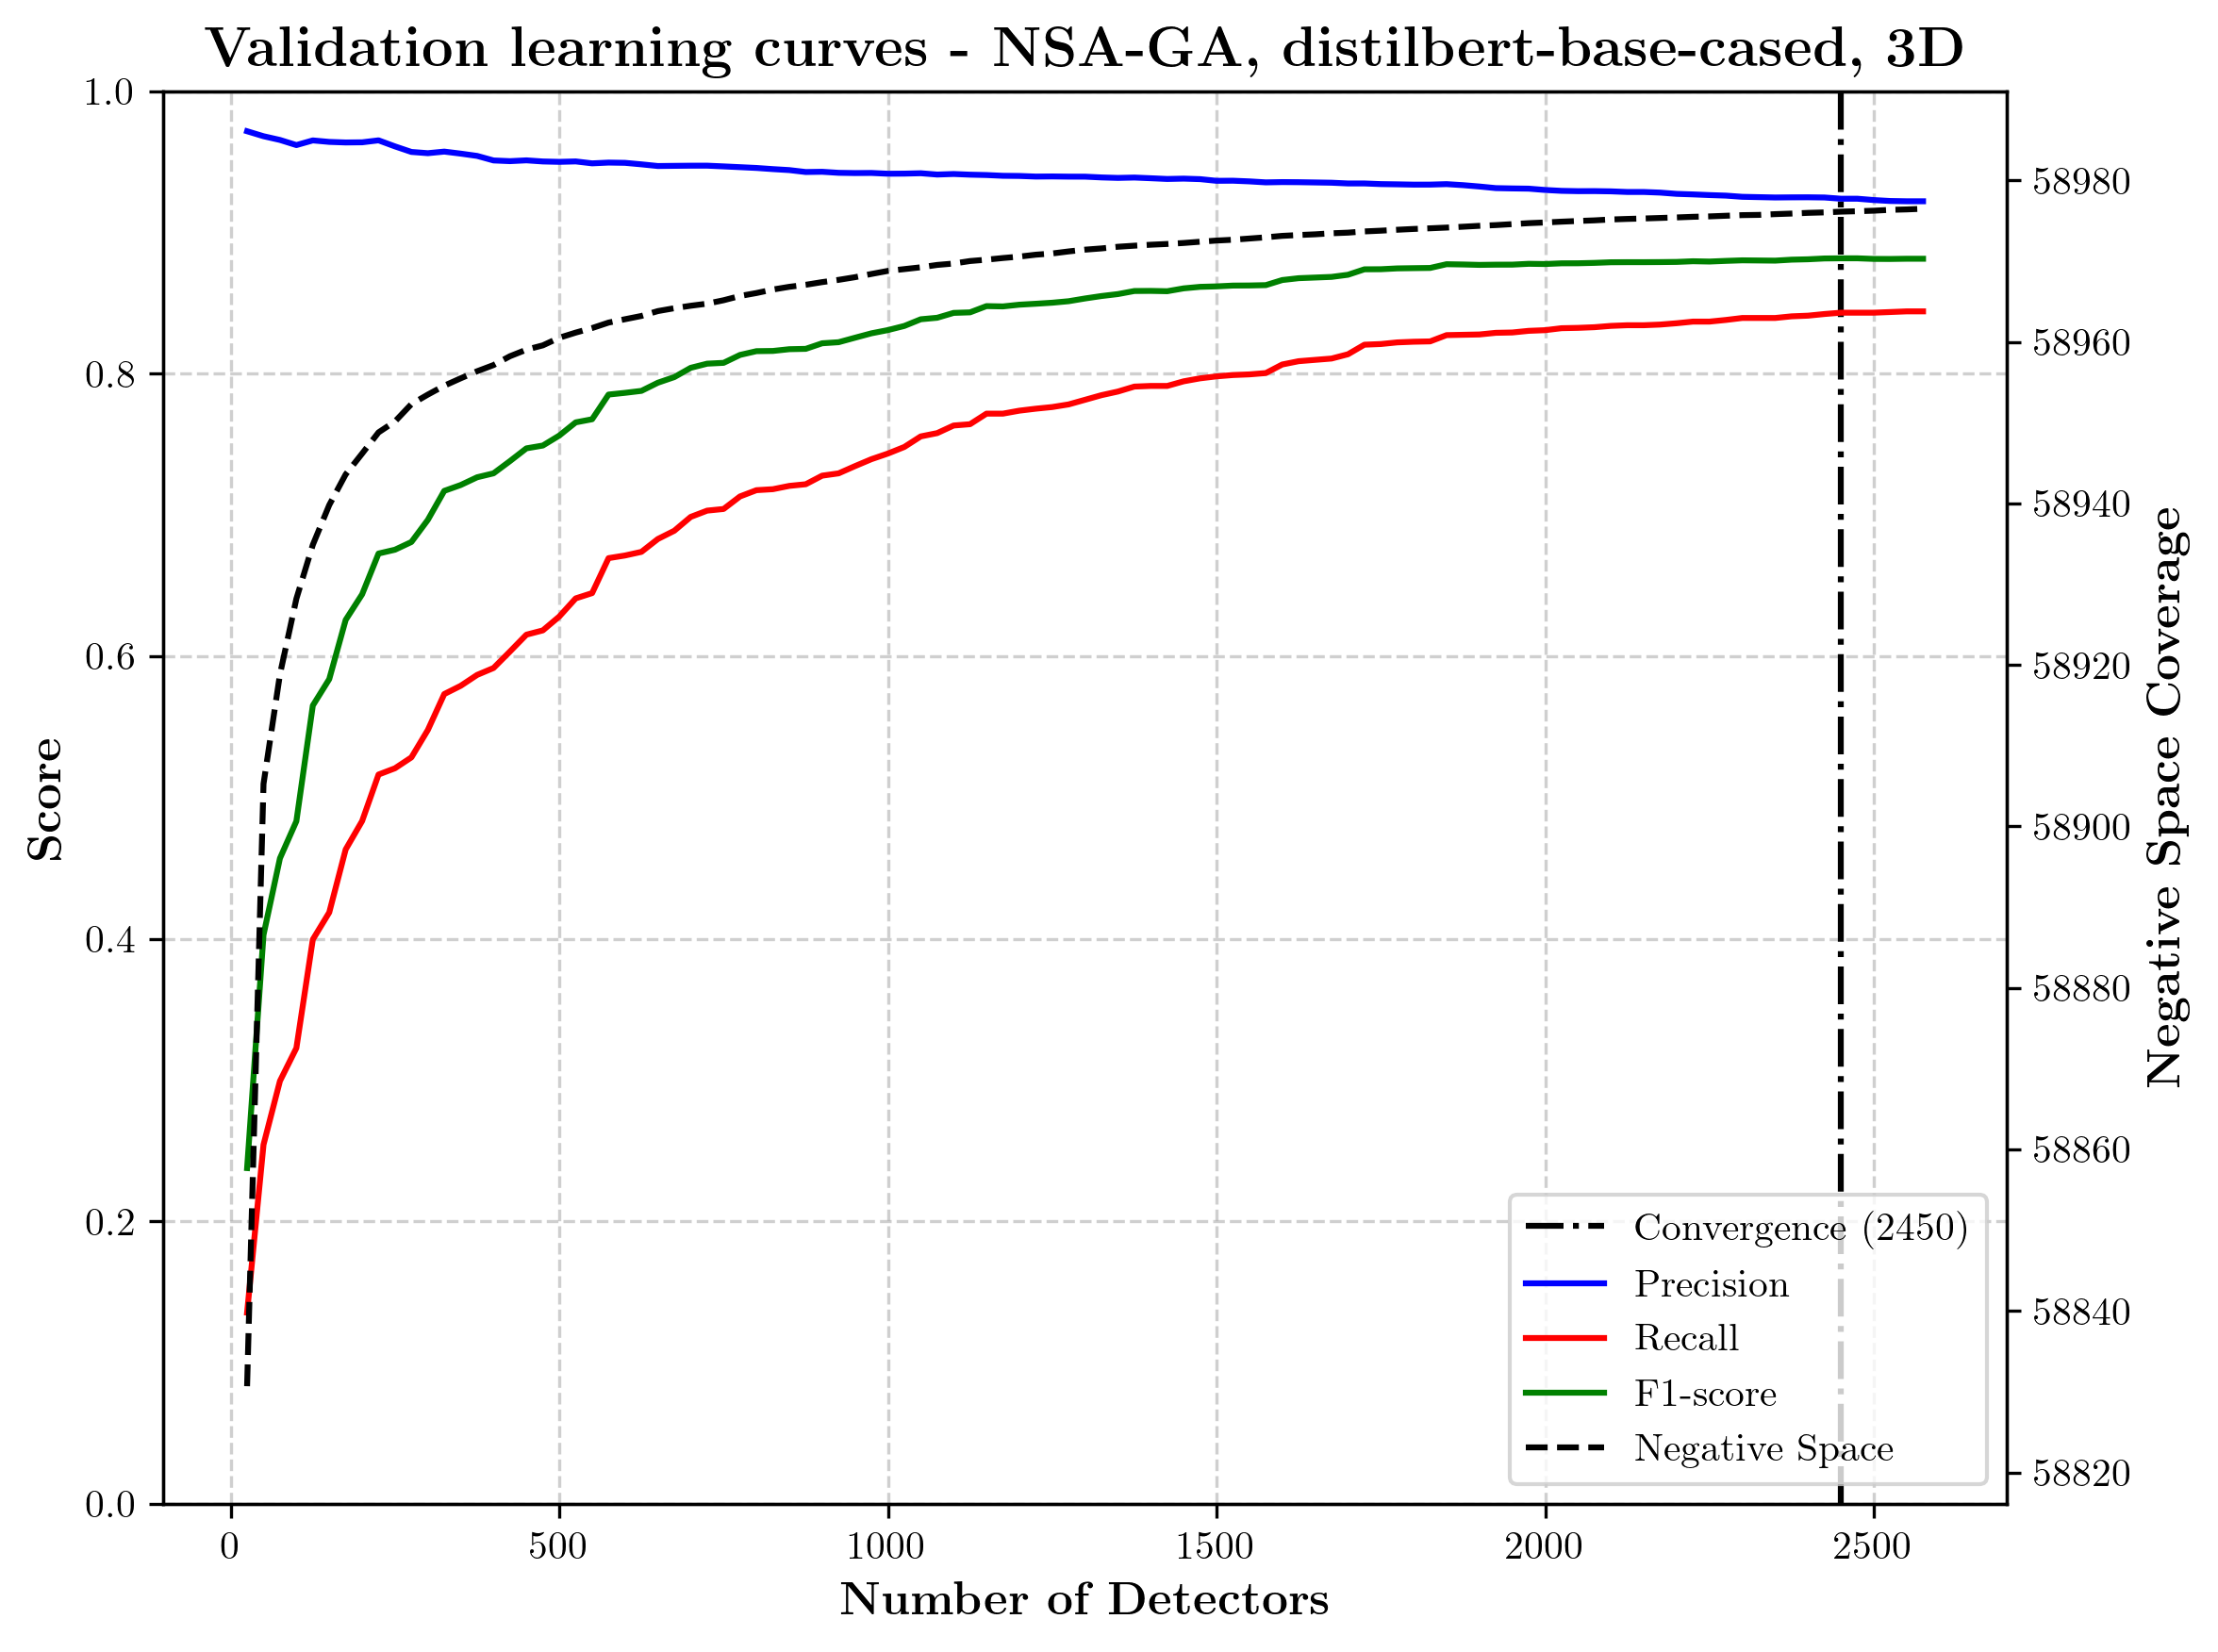 Validation learning curves - NSA-GA, distilbert-base-cased, 3D
1.0
0.8
0.6
0.4
0.2
0.0
Score
0
500
1000
1500
2000
2500
Number of Detectors
58980
58960
58940
58920
58900
58880
58860
58840
58820
Negative Space Coverage
Convergence (2450)
Precision
Recall
F1-score
Negative Space